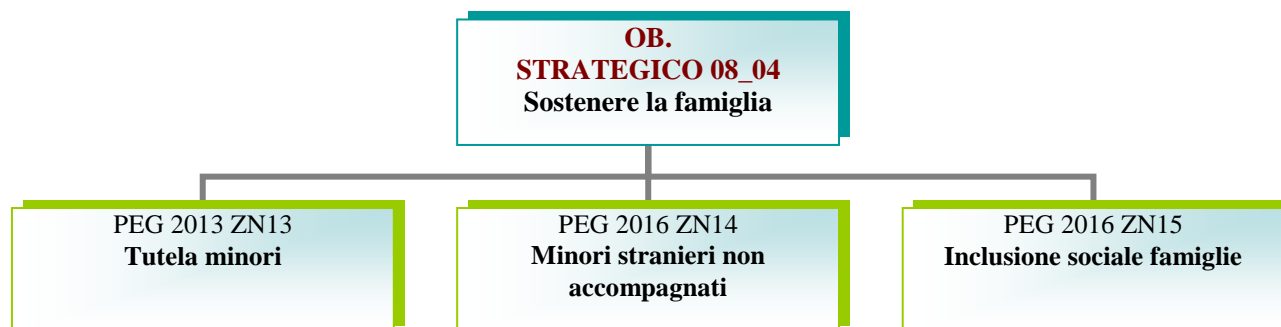 OB.
STRATEGICO 08_04
Sostenere la famiglia
PEG 2013 ZN13
Tutela minori
PEG 2016 ZN14
Minori stranieri non
accompagnati
PEG 2016 ZN15
Inclusione sociale famiglie